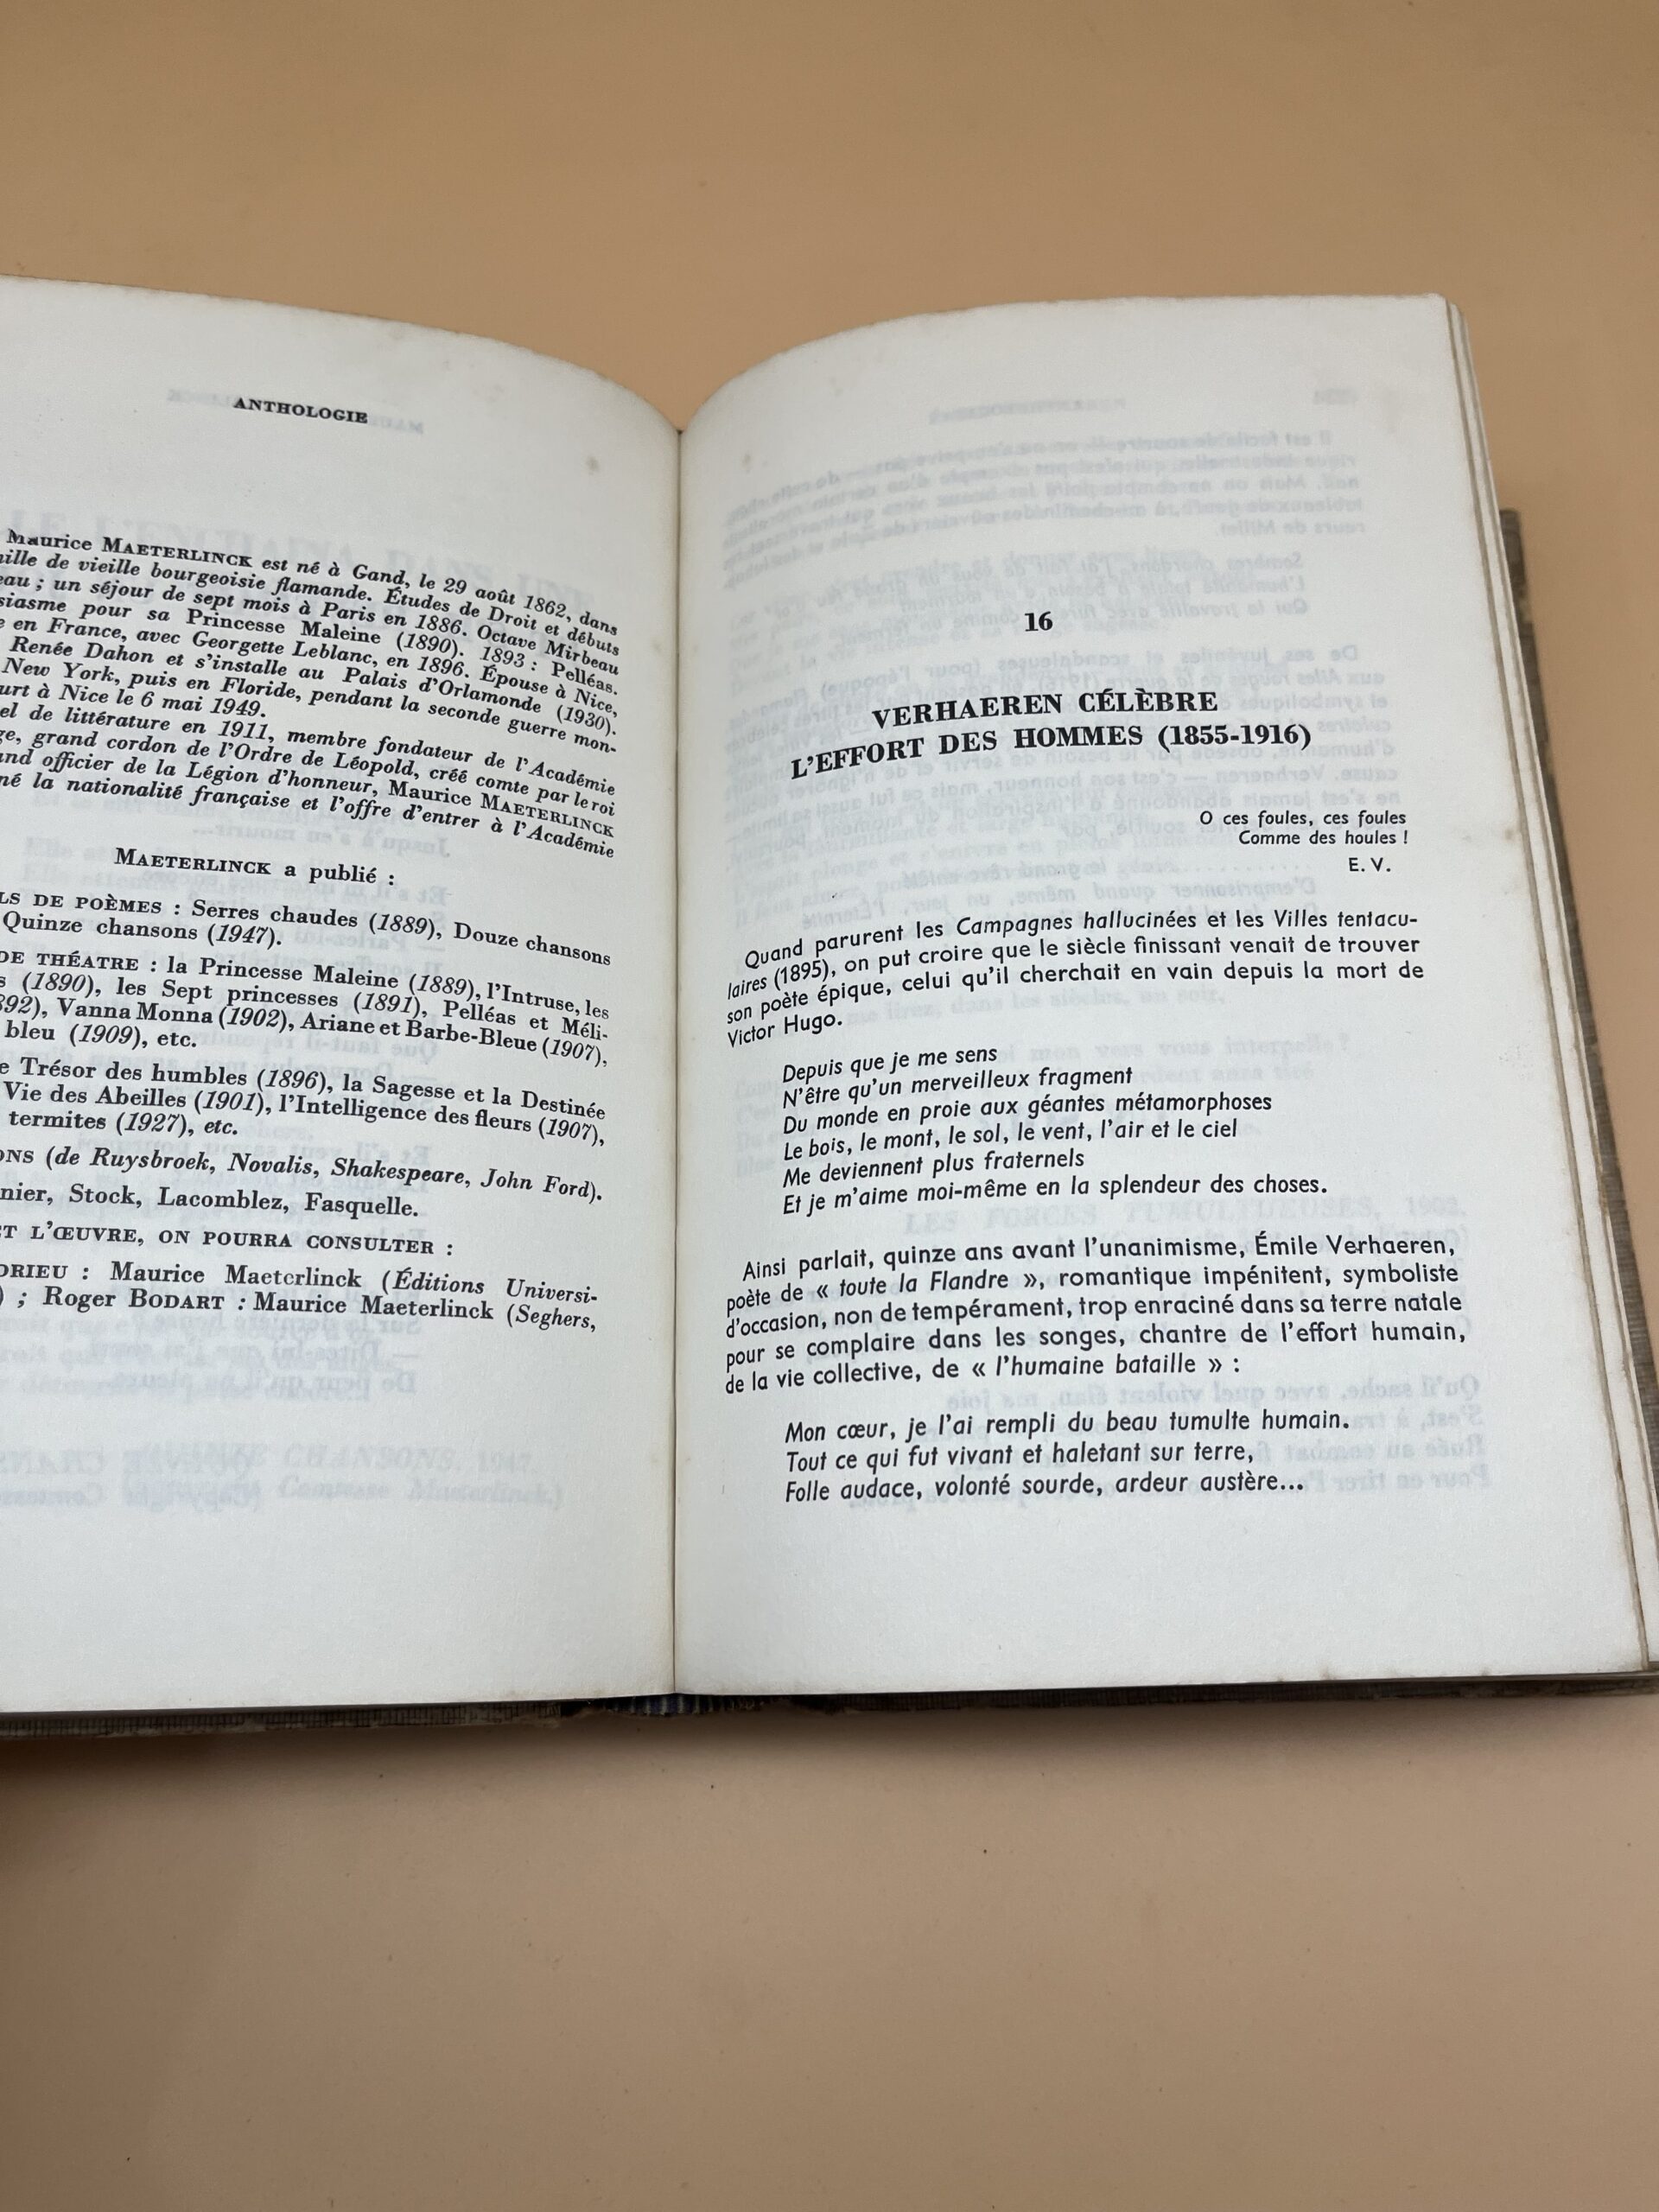 ANTHOLOGIE
Maurice MAETERLINCK est né à Gand, le 29 août 1862, dans
de vieille bourgeoisie flamande. Études de Droit et débuts
; un séjour de sept mois à Paris en 1886. Octave Mirbeau
pour sa Princesse Maleine (1890). 1893 : Pelléas.
en France, avec Georgette Leblanc, en 1896. Épouse à Nice,
Renée Dahon et s'installe au Palais d'Orlamonde (1930).
New York, puis en Floride, pendant la seconde guerre mon-
à Nice le 6 mai 1949.
de littérature en 1911, membre fondateur de l'Académie
grand cordon de l'Ordre de Léopold, créé comte par le roi
officier de la Légion d'honneur, Maurice MAETERLINCK
la nationalité française et l'offre d'entrer à l'Académie
MAETERLINCK a publié :
DE POÈMES : Serres chaudes (1889), Douze chansons
Quinze chansons (1947).
DE THÉATRE : la Princesse Maleine (1889), l'Intruse, les
(1890), les Sept princesses (1891), Pelléas et Méli-
Vanna Monna (1902), Ariane et Barbe-Bleue (1907),
bleu (1909), etc.
Trésor des humbles (1896), la Sagesse et la Destinée
Vie des Abeilles (1901), l'Intelligence des fleurs (1907),
termites (1927), etc.
(de Ruysbroek, Novalis, Shakespeare, John Ford).
Stock, Lacomblez, Fasquelle.
L'ŒUVRE, ON POURRA CONSULTER :
: Maurice Maeterlinck (Éditions Universi-
) ; Roger BODART : Maurice Maeterlinck (Seghers,
16
VERHAEREN CÉLÈBRE
L'EFFORT DES HOMMES (1855-1916)
O ces foules, ces foules
Comme des houles !
E. V.
Quand parurent les Campagnes hallucinées et les Villes tentacu-
laires (1895), on put croire que le siècle finissant venait de trouver
son poète épique, celui qu'il cherchait en vain depuis la mort de
Victor Hugo.
Depuis que je me sens
N'être qu'un merveilleux fragment
Du monde en proie aux géantes métamorphoses
Le bois, le mont, le sol, le vent, l'air et le ciel
Me deviennent plus fraternels
Et je m'aime moi-même en la splendeur des choses.
Ainsi parlait, quinze ans avant l'unanimisme, Émile Verhaeren,
poète de « toute la Flandre », romantique impénitent, symboliste
d'occasion, non de tempérament, trop enraciné dans sa terre natale
pour se complaire dans les songes, chantre de l'effort humain,
de la vie collective, de « l'humaine bataille » :
Mon cœur, je l'ai rempli du beau tumulte humain.
Tout ce qui fut vivant et haletant sur terre,
Folle audace, volonté sourde, ardeur austère...